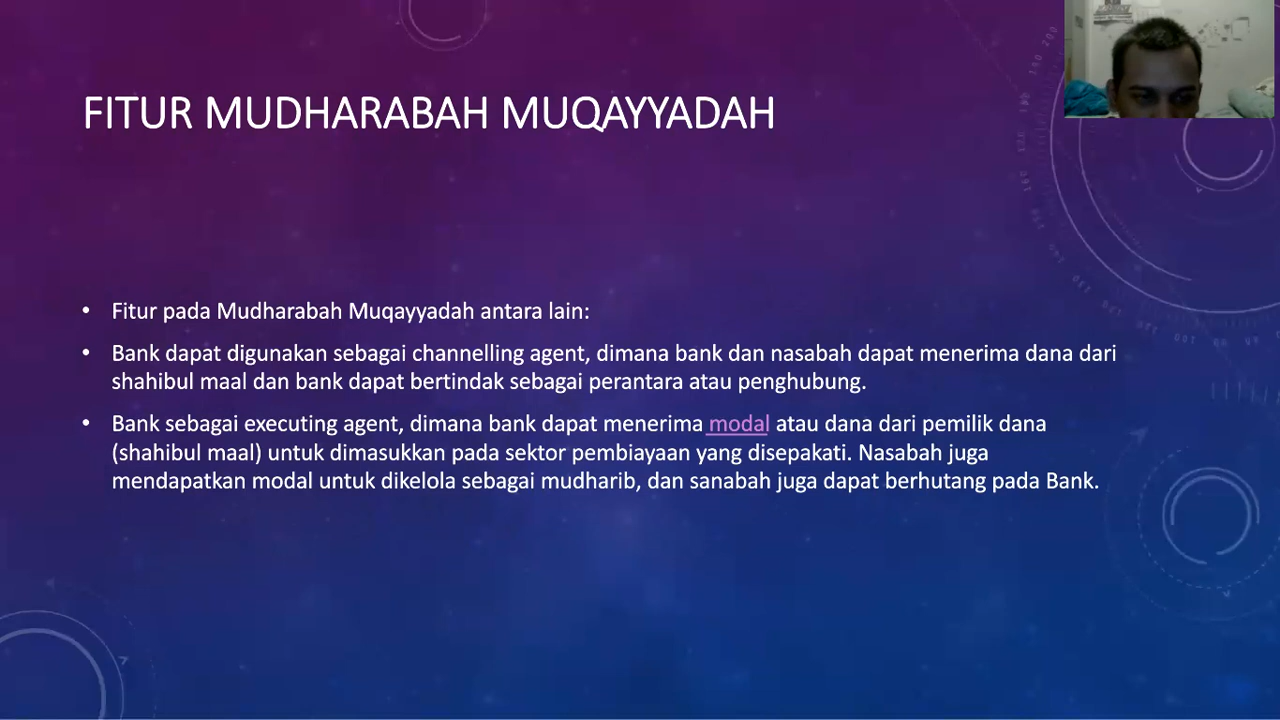 FITUR MUDHARABAH MUQAYYADAH
• Fitur pada Mudharabah Muqayyadah antara lain:
• Bank dapat digunakan sebagai channelling agent, dimana bank dan nasabah dapat menerima dana dari
shahibul maal dan bank dapat bertindak sebagai perantara atau penghubung.
• Bank sebagai executing agent, dimana bank dapat menerima modal atau dana dari pemilik dana
(shahibul maal) untuk dimasukkan pada sektor pembiayaan yang disepakati. Nasabah juga
mendapatkan modal untuk dikelola sebagai mudharib, dan sanabah juga dapat berhutang pada Bank.